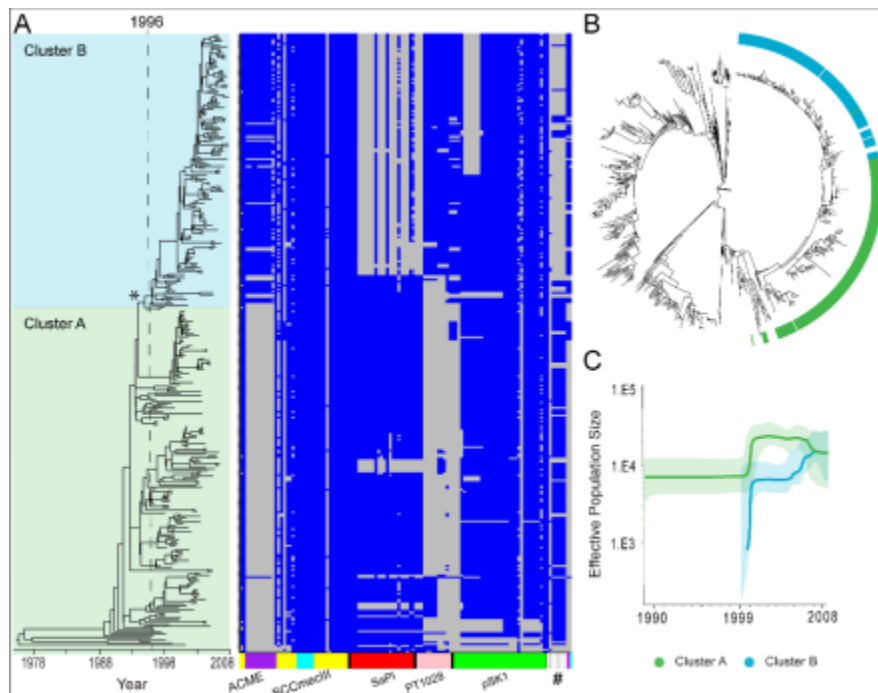 A
1996
Cluster B
*
Cluster A
1978
1988
1998
2008
Year
ACME
SCCmecIII
SaPI
PT1028
pSK1
#
B
C
Effective Population Size
1.E5
1.E4
1.E3
1990
1999
2008
Cluster A
Cluster B